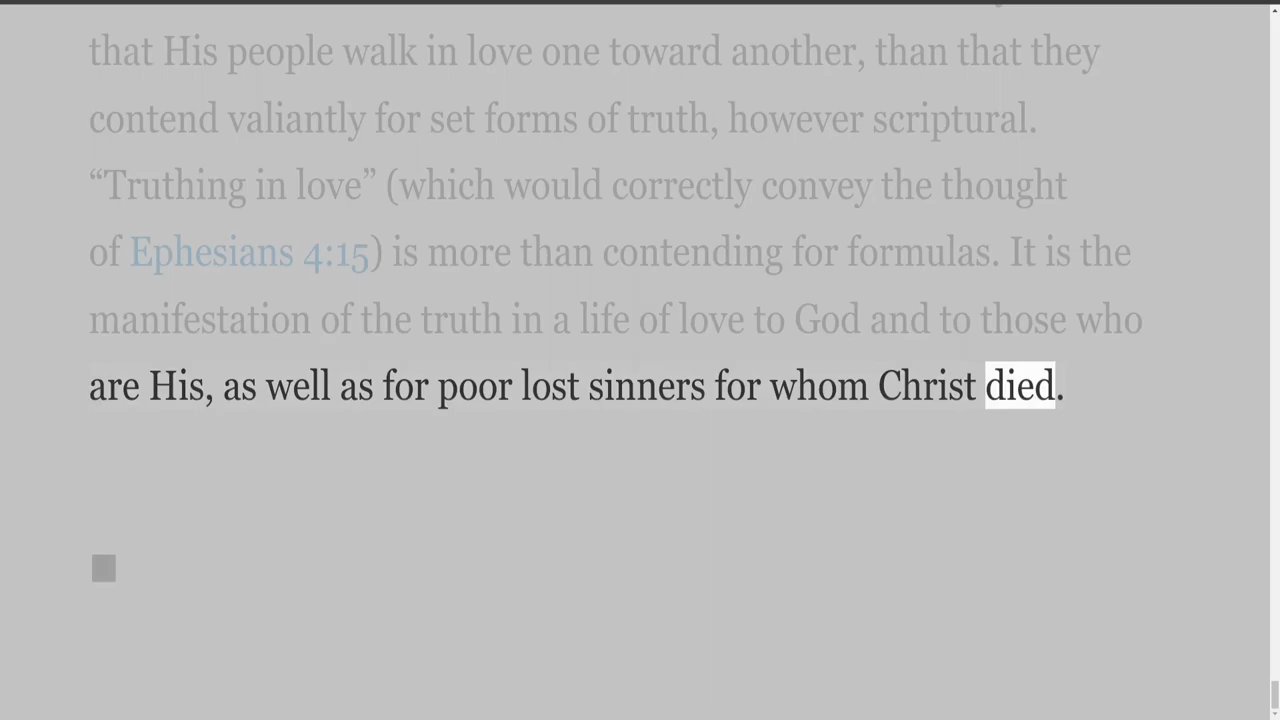 that His people walk in love one toward another, than that they
contend valiantly for set forms of truth, however scriptural.
“Truthing in love” (which would correctly convey the thought
of Ephesians 4:15) is more than contending for formulas. It is the
manifestation of the truth in a life of love to God and to those who
are His, as well as for poor lost sinners for whom Christ died.